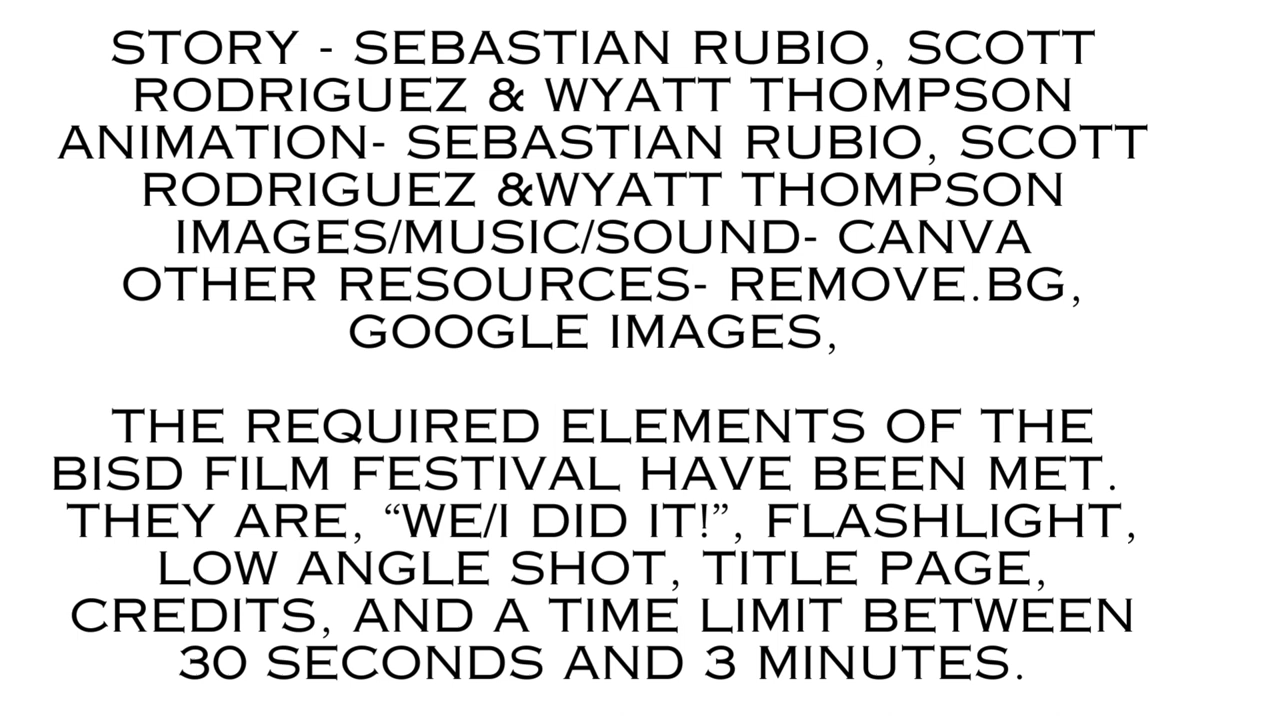 STORY - SEBASTIAN RUBIO, SCOTT
RODRIGUEZ & WYATT THOMPSON
ANIMATION- SEBASTIAN RUBIO, SCOTT
RODRIGUEZ &WYATT THOMPSON
IMAGES/MUSIC/SOUND- CANVA
OTHER RESOURCES- REMOVE.BG,
GOOGLE IMAGES,
THE REQUIRED ELEMENTS OF THE
BISD FILM FESTIVAL HAVE BEEN MET.
THEY ARE, “WE/I DID IT!”, FLASHLIGHT,
LOW ANGLE SHOT, TITLE PAGE,
CREDITS, AND A TIME LIMIT BETWEEN
30 SECONDS AND 3 MINUTES.